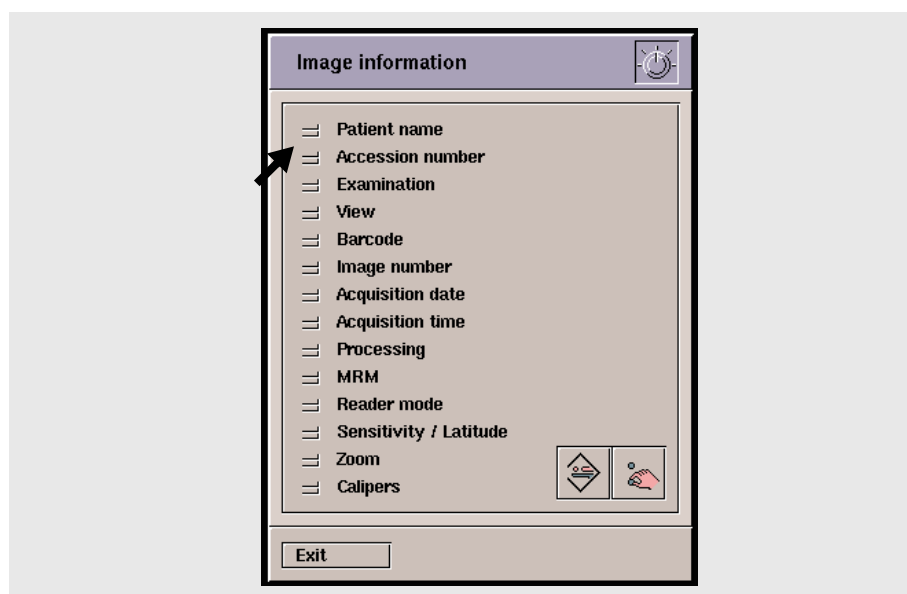 Image information
Patient name
Accession number
Examination
View
Barcode
Image number
Acquisition date
Acquisition time
Processing
MRM
Reader mode
Sensitivity / Latitude
Zoom
Calipers
Exit